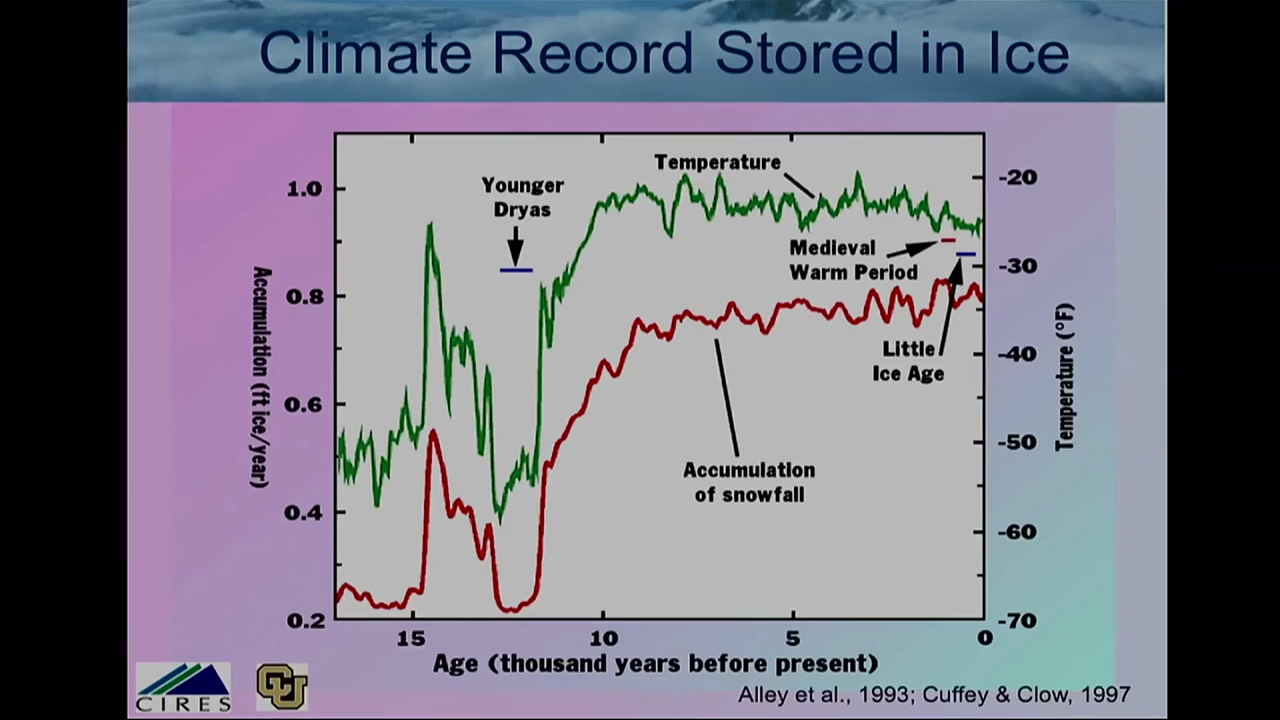 Climate Record Stored in Ice
Temperature
Younger
Dryas
Medieval
Warm Period
Little
Ice Age
Accumulation
of snowfall
Accumulation (ft ice/year)
1.0
0.8
0.6
0.4
0.2
-20
-30
-40
-50
-60
-70
Temperature (°F)
15
10
5
0
Age (thousand years before present)
CIRES
CU
Alley et al., 1993; Cuffey & Clow, 1997